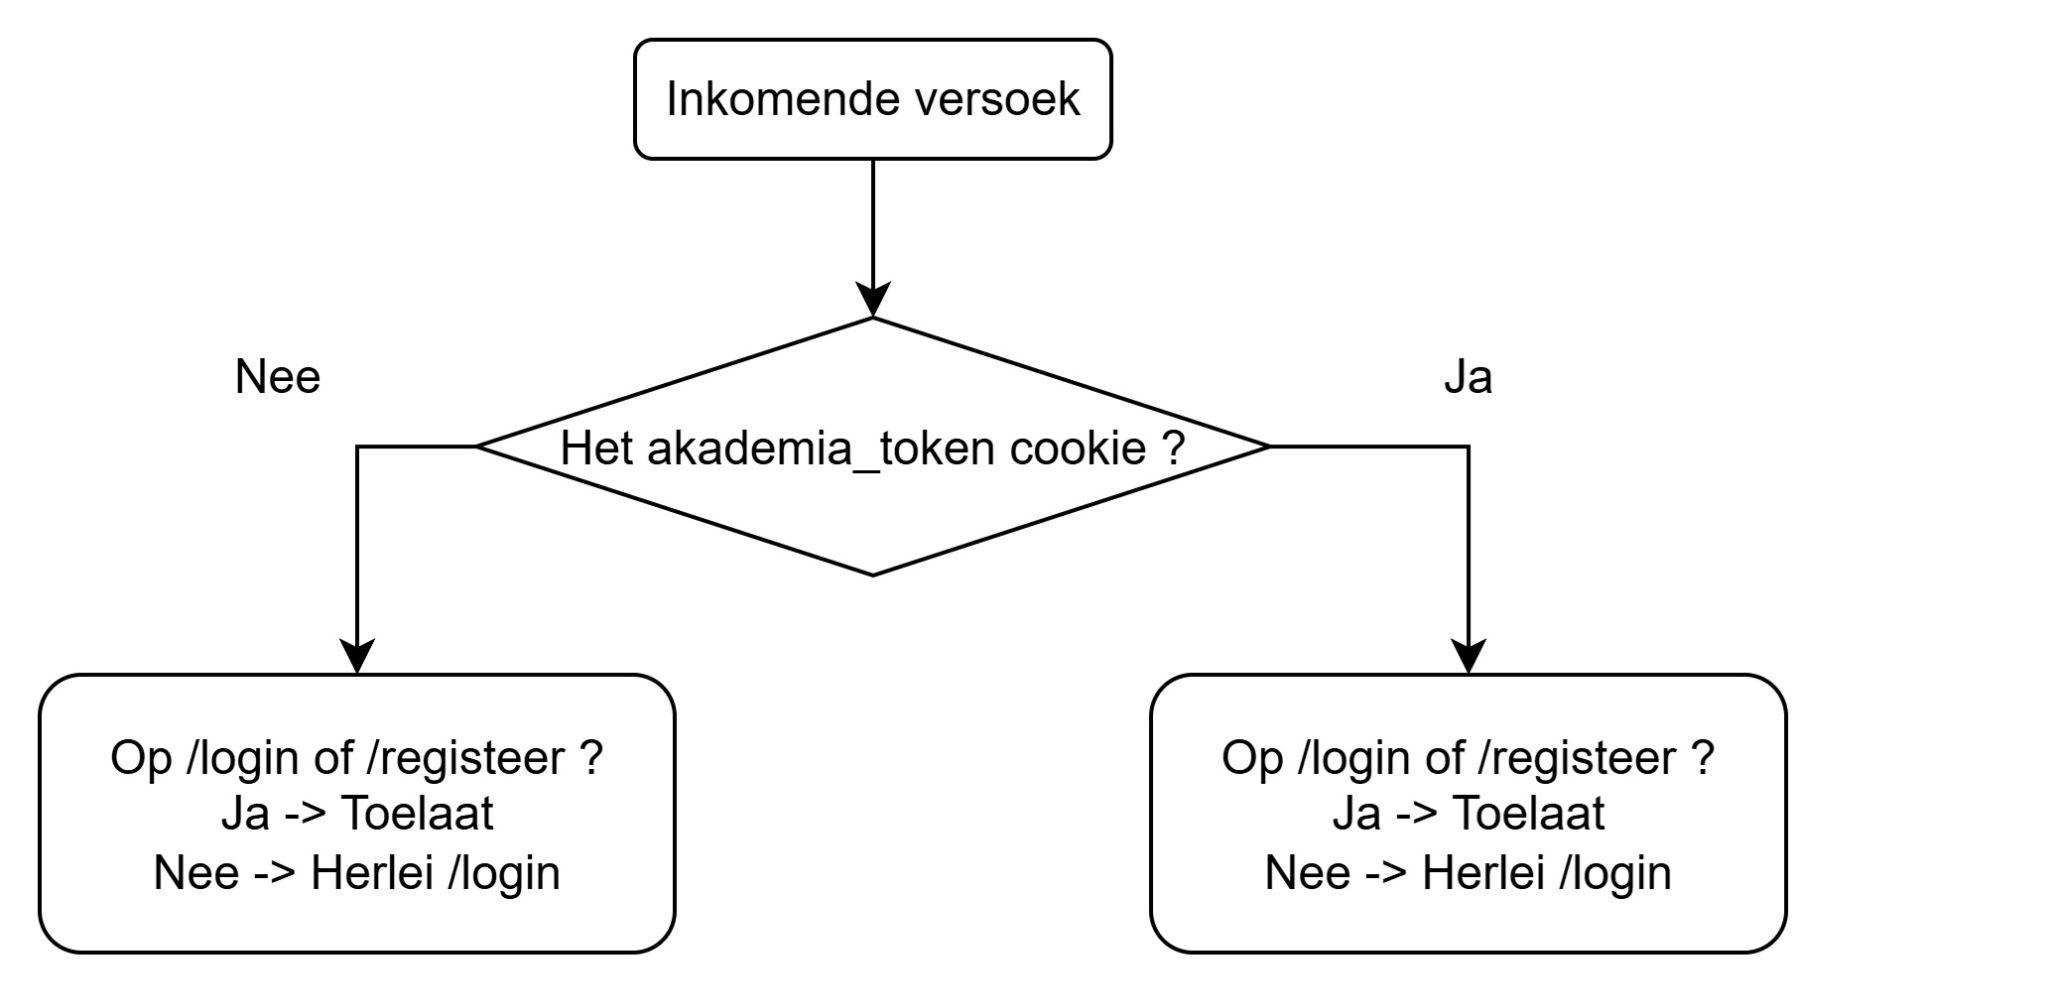 Inkomende versoek
Nee
Ja
Het akademia_token cookie ?
Op /login of /registeer ?
Ja -> Toelaat
Nee -> Herlei /login
Op /login of /registeer ?
Ja -> Toelaat
Nee -> Herlei /login